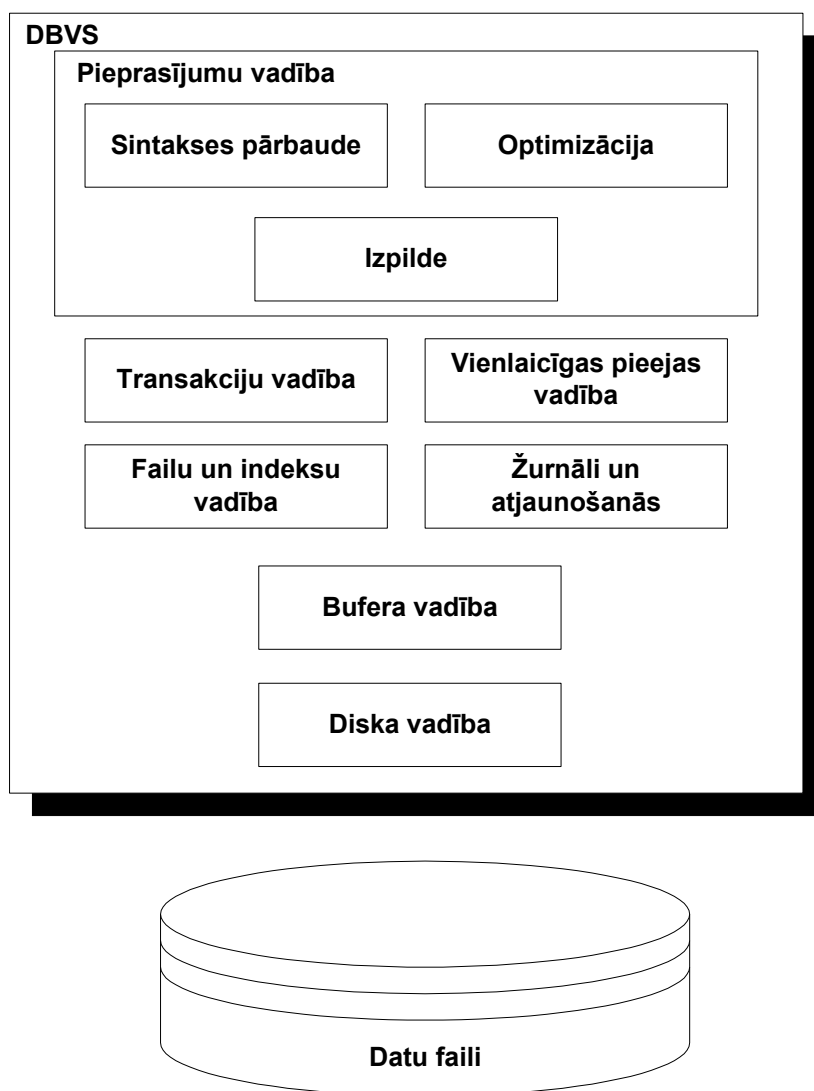 DBVS
Pieprasījumu vadība
Sintakses pārbaude
Optimizācija
Izpilde
Transakciju vadība
Vienlaicīgas pieejas
vadība
Failu un indeksu
vadība
Žurnāli un
atjaunošanās
Bufera vadība
Diska vadība
Datu faili